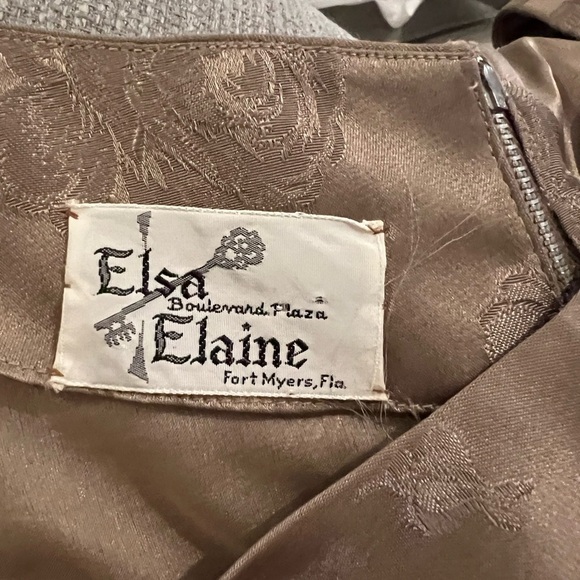 Elsa
Boulevard Plaza
Elaine
Fort Myers, Fla.